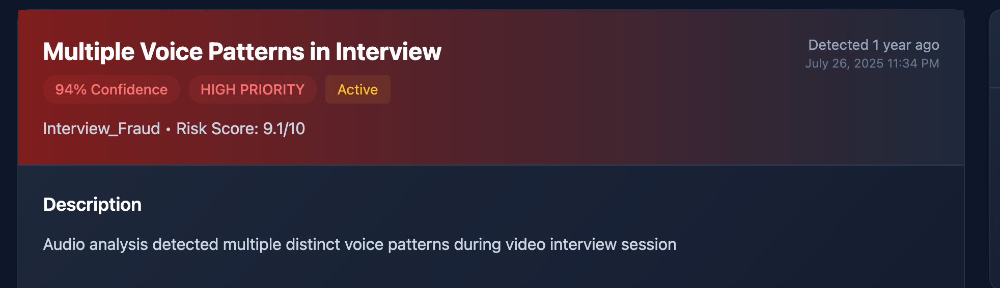 Multiple Voice Patterns in Interview
Detected 1 year ago
July 26, 2025 11:34 PM
94% Confidence HIGH PRIORITY Active
Interview_Fraud • Risk Score: 9.1/10
Description
Audio analysis detected multiple distinct voice patterns during video interview session